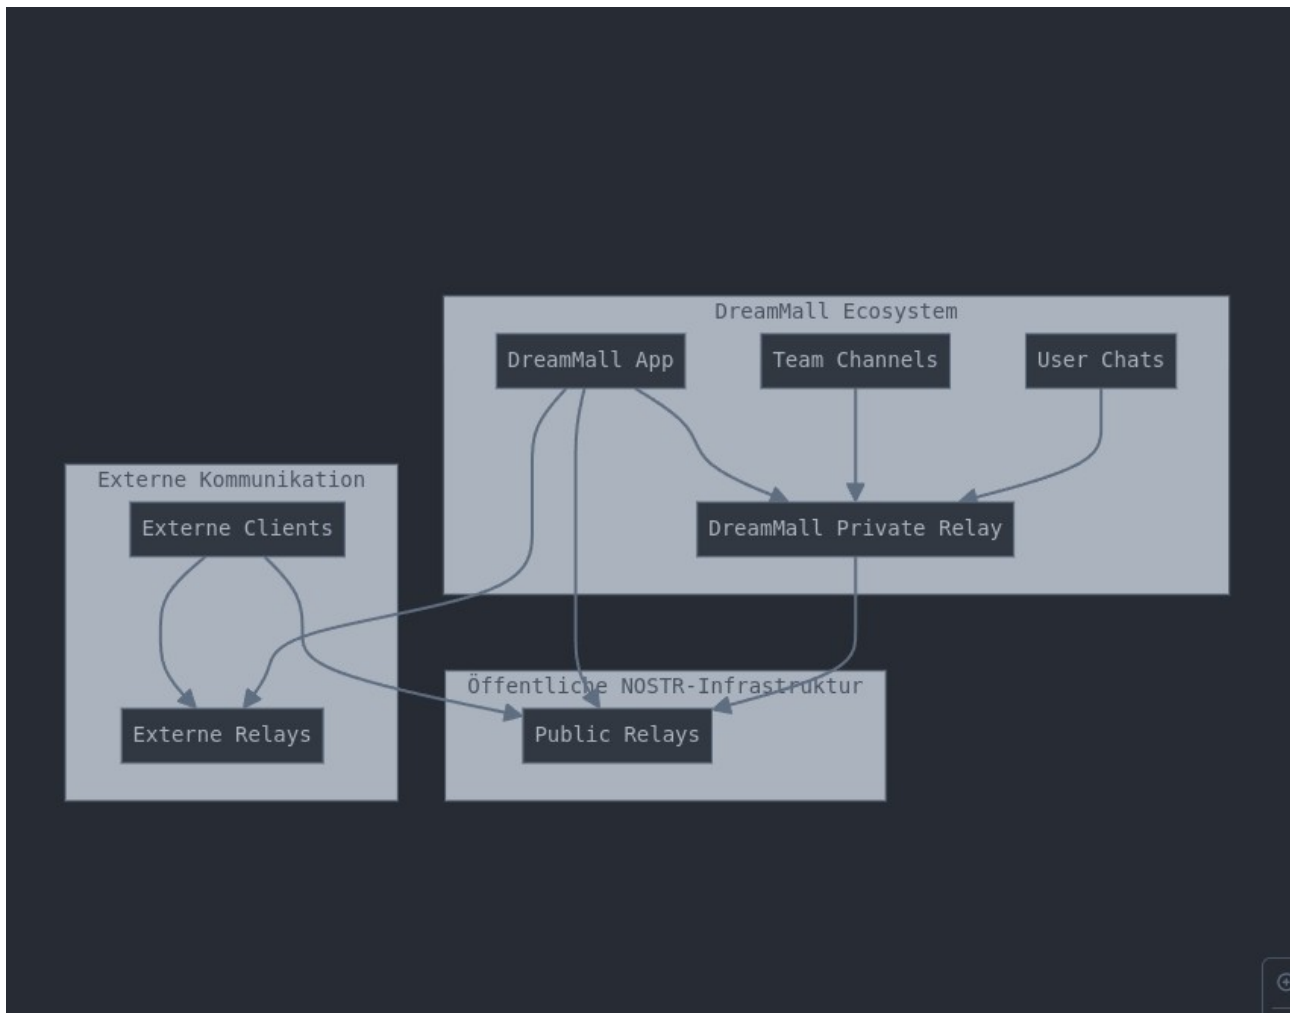 DreamMall Ecosystem
DreamMall App
Team Channels
User Chats
Externe Kommunikation
Externe Clients
DreamMall Private Relay
Öffentliche NOSTR-Infrastruktur
Externe Relays
Public Relays